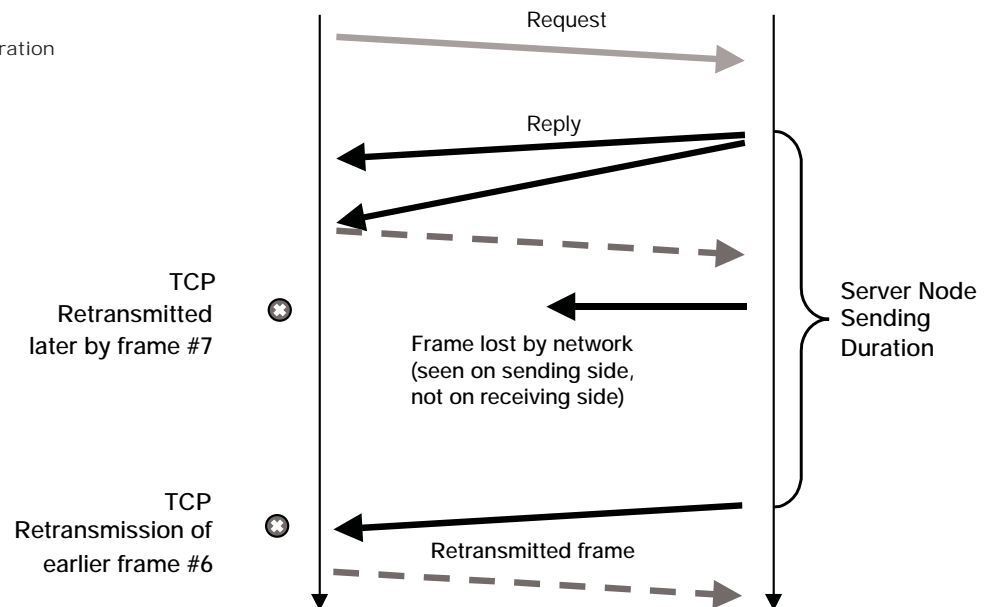 Request
Reply
TCP
Retransmitted
later by frame #7
Frame lost by network
(seen on sending side,
not on receiving side)
Server Node
Sending
Duration
TCP
Retransmission of
earlier frame #6
Retransmitted frame